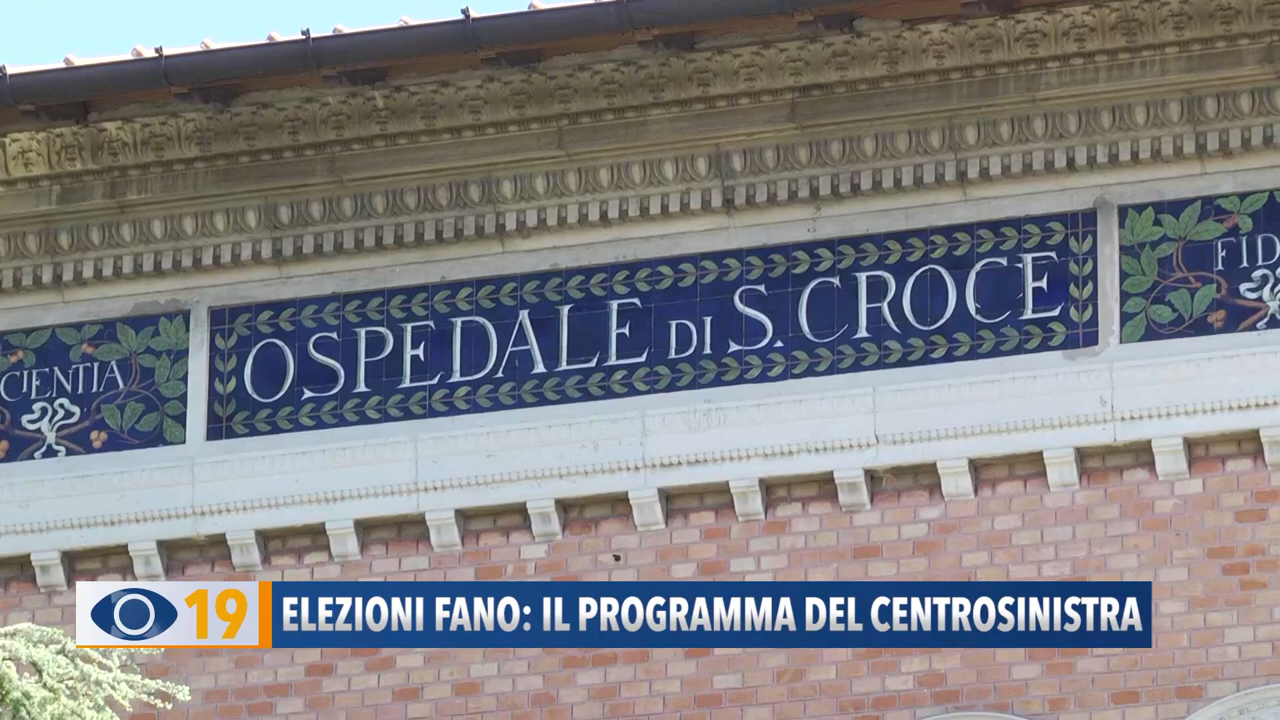 CIENTIA
OSPEDALE DI S. CROCE
FID
19
ELEZIONI FANO: IL PROGRAMMA DEL CENTROSINISTRA